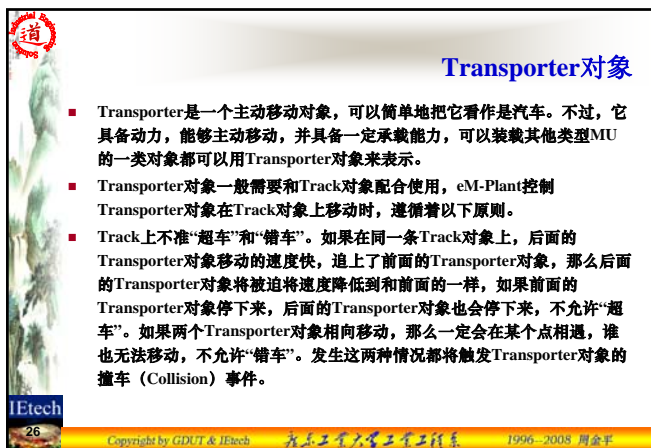 Industrial Engineering
道
Solution
Transporter对象
Transporter是一个主动移动对象，可以简单地把它看作是汽车。不过，它
具备动力，能够主动移动，并具备一定承载能力，可以装载其他类型MU
的一类对象都可以用Transporter对象来表示。
Transporter对象一般需要和Track对象配合使用，eM-Plant控制
Transporter对象在Track对象上移动时，遵循着以下原则。
Track上不准“超车”和“错车”。如果在同一条Track对象上，后面的
Transporter对象移动的速度快，追上了前面的Transporter对象，那么后面
的Transporter对象将被迫将速度降低到和前面的一样，如果前面的
Transporter对象停下来，后面的Transporter对象也会停下来，不允许“超
车”。如果两个Transporter对象相向移动，那么一定会在某个点相遇，谁
也无法移动，不允许“错车”。发生这两种情况都将触发Transporter对象的
撞车（Collision）事件。
IEtech
26
Copyright by GDUT & IEtech 广东工业大学工业工程系 1996--2008 周金平